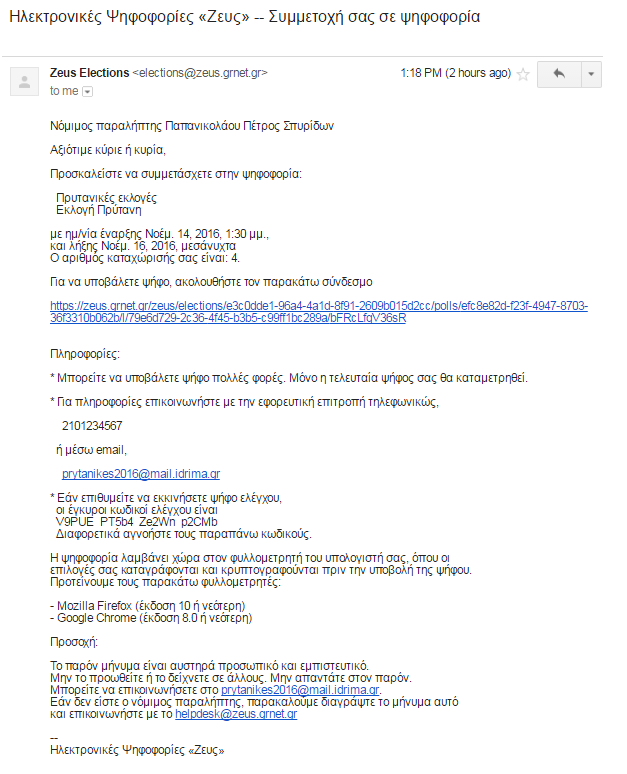 Ηλεκτρονικές Ψηφοφορίες «Ζευς» -- Συμμετοχή σας σε ψηφοφορία
Zeus Elections <elections@zeus.grnet.gr>
1:18 PM (2 hours ago)
to me
Νόμιμος παραλήπτης Παπανικολάου Πέτρος Σπυρίδων
Αξιότιμε κύριε ή κυρία,
Προσκαλείστε να συμμετάσχετε στην ψηφοφορία:
Πρυτανικές εκλογές
Εκλογή Πρύτανη
με ημ/νία έναρξης Νοέμ. 14, 2016, 1:30 μμ.,
και λήξης Νοέμ. 16, 2016, μεσάνυχτα
Ο αριθμός καταχώρισής σας είναι: 4.
Για να υποβάλετε ψήφο, ακολουθήστε τον παρακάτω σύνδεσμο
https://zeus.grnet.gr/zeus/elections/e3c0dde1-96a4-4a1d-8f91-2609b015d2cc/polls/efc8e82d-f23f-4947-8703-
36f3310b062b/l/79e6d729-2c36-4f45-b3b5-c99ff1bc289a/bFRcLfqV36sR
Πληροφορίες:
* Μπορείτε να υποβάλετε ψήφο πολλές φορές. Μόνο η τελευταία ψήφος σας θα καταμετρηθεί.
* Για πληροφορίες επικοινωνήστε με την εφορευτική επιτροπή τηλεφωνικώς,
2101234567
ή μέσω email,
prytanikes2016@mail.idrima.gr
* Εάν επιθυμείτε να εκκινήσετε ψήφο ελέγχου,
οι έγκυροι κωδικοί ελέγχου είναι
V9PUE PT5b4 Ze2Wn p2CMb
Διαφορετικά αγνοήστε τους παραπάνω κωδικούς.
Η ψηφοφορία λαμβάνει χώρα στον φυλλομετρητή του υπολογιστή σας, όπου οι
επιλογές σας καταγράφονται και κρυπτογραφούνται πριν την υποβολή της ψήφου.
Προτείνουμε τους παρακάτω φυλλομετρητές:
- Mozilla Firefox (έκδοση 10 ή νεότερη)
- Google Chrome (έκδοση 8.0 ή νεότερη)
Προσοχή:
Το παρόν μήνυμα είναι αυστηρά προσωπικό και εμπιστευτικό.
Μην το προωθείτε ή το δείχνετε σε άλλους. Μην απαντάτε στον παρόν.
Μπορείτε να επικοινωνήσετε στο prytanikes2016@mail.idrima.gr.
Εάν δεν είστε ο νόμιμος παραλήπτης, παρακαλούμε διαγράψτε το μήνυμα αυτό
και επικοινωνήστε με το helpdesk@zeus.grnet.gr
--
Ηλεκτρονικές Ψηφοφορίες «Ζευς»